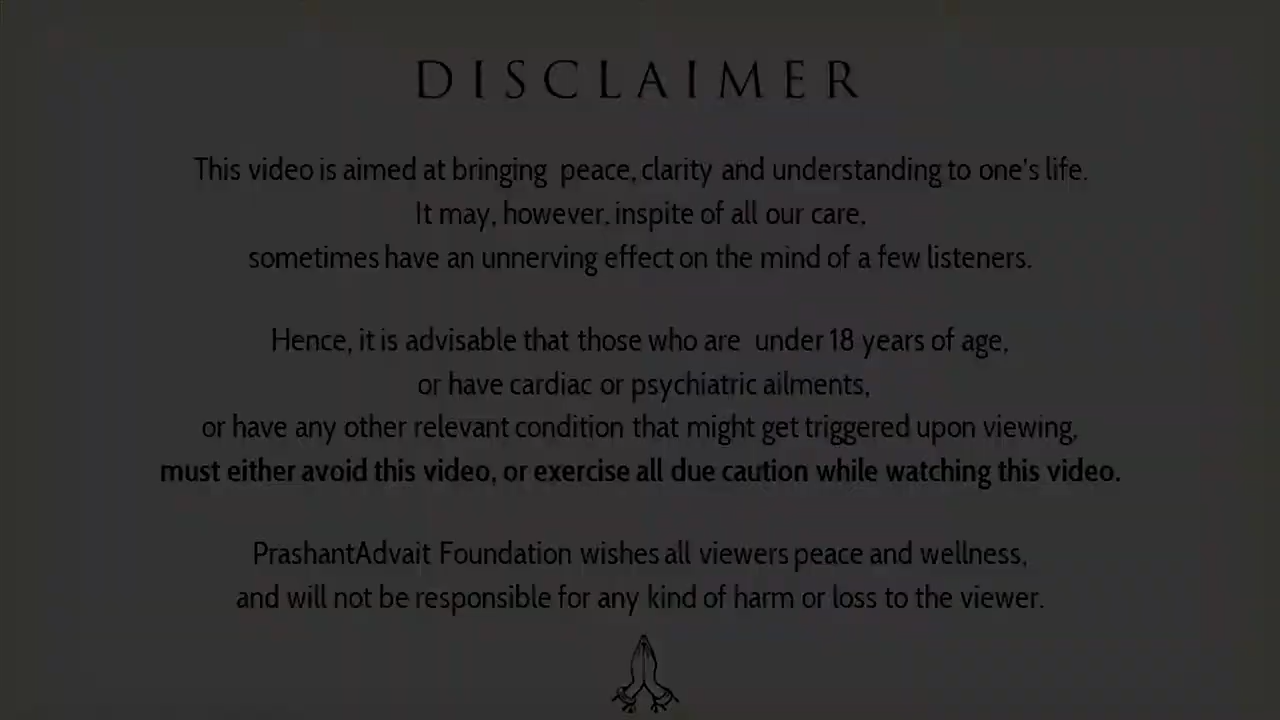 DISCLAIMER
This video is aimed at bringing peace, clarity and understanding to one's life.
It may, however, inspite of all our care,
sometimes have an unnerving effect on the mind of a few listeners.
Hence, it is advisable that those who are under 18 years of age,
or have cardiac or psychiatric ailments,
or have any other relevant condition that might get triggered upon viewing,
must either avoid this video, or exercise all due caution while watching this video.
PrashantAdvait Foundation wishes all viewers peace and wellness,
and will not be responsible for any kind of harm or loss to the viewer.